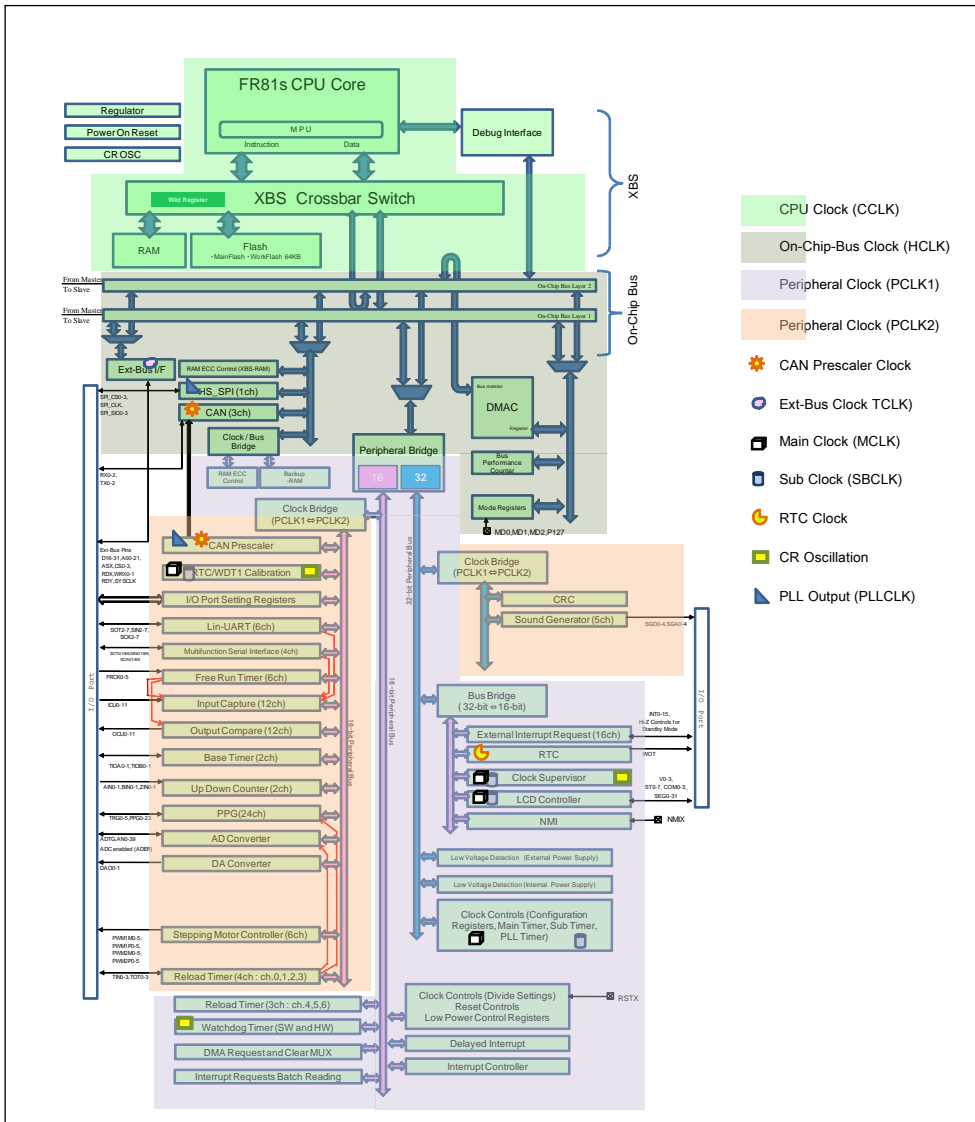 FR81s CPU Core
MPU
Instruction
Data
Regulator
Power On Reset
CR OSC
Debug Interface
XBS
Wild Register
XBS Crossbar Switch
RAM
Flash
・MainFlash ・WorkFlash 64KB
From Master
To Slave
On-Chip Bus Layer 2
From Master
To Slave
On-Chip Bus Layer 1
On-Chip Bus
Ext-Bus I/F
RAM ECC Control (XBS-RAM)
HS_SPI (1ch)
CAN (3ch)
Clock / Bus
Bridge
RAM ECC
Control
Backup
-RAM
SPI_CS0-3,
SPI_CLK,
SPI_SIO0-3
RX0-2,
TX0-2
Peripheral Bridge
16
32
Bus matster
DMAC
Register
Bus
Performance
Counter
Mode Registers
MD0,MD1,MD2,P127
Clock Bridge
(PCLK1⇔PCLK2)
Ext-Bus Pins
D16-31,A00-21,
ASX,CS0-3,
RDX,WRX0-1
RDY,SYSCLK
CAN Prescaler
RTC/WDT1 Calibration
I/O Port Setting Registers
Lin-UART (6ch)
SOT2-7,SIN2-7,
SCK2-7
Multifunction Serial Interface (4ch)
Free Run Timer (6ch)
FRCK0-5
Input Capture (12ch)
ICU0-11
Output Compare (12ch)
OCU0-11
Base Timer (2ch)
TIOA0-1,TIOB0-1
Up Down Counter (2ch)
AIN0-1,BIN0-1,ZIN0-1
PPG(24ch)
TRG0-5,PPG0-23
AD Converter
ADTG,AN0-39
ADC enabled (ADER)
DA Converter
DAO0-1
Stepping Motor Controller (6ch)
PWM1M0-5,
PWM1P0-5,
PWM2M0-5,
PWM2P0-5
Reload Timer (4ch : ch.0,1,2,3)
TIN0-3,TOT0-3
I/O Port
16-bit Peripheral Bus
16-bit Peripheral Bus
32-bit Peripheral Bus
Clock Bridge
(PCLK1⇔PCLK2)
CRC
Sound Generator (5ch)
SGO0-4,SGA0-4
Bus Bridge
(32-bit⇔16-bit)
External Interrupt Request (16ch)
INT0-15,
Hi-Z Controls for
Standby Mode
RTC
WOT
Clock Supervisor
LCD Controller
V0-3,
ST0-7, COM0-3,
SEG0-31
NMI
NMIX
I/O Port
Low Voltage Detection (External Power Supply)
Low Voltage Detection (Internal Power Supply)
Clock Controls (Configuration
Registers, Main Timer, Sub Timer,
PLL Timer)
Reload Timer (3ch : ch.4,5,6)
Watchdog Timer (SW and HW)
DMA Request and Clear MUX
Interrupt Requests Batch Reading
Clock Controls (Divide Settings)
Reset Controls
Low Power Control Registers
RSTX
Delayed Interrupt
Interrupt Controller
CPU Clock (CCLK)
On-Chip-Bus Clock (HCLK)
Peripheral Clock (PCLK1)
Peripheral Clock (PCLK2)
CAN Prescaler Clock
Ext-Bus Clock TCLK)
Main Clock (MCLK)
Sub Clock (SBCLK)
RTC Clock
CR Oscillation
PLL Output (PLLCLK)